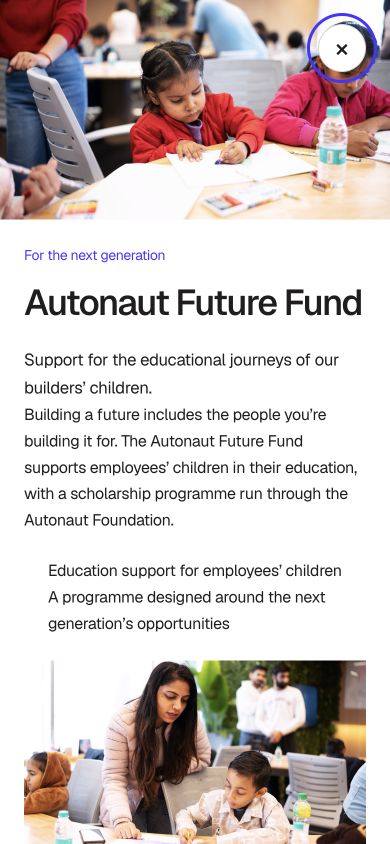 For the next generation
Autonaut Future Fund
Support for the educational journeys of our
builders’ children.
Building a future includes the people you’re
building it for. The Autonaut Future Fund
supports employees’ children in their education,
with a scholarship programme run through the
Autonaut Foundation.
Education support for employees’ children
A programme designed around the next
generation’s opportunities